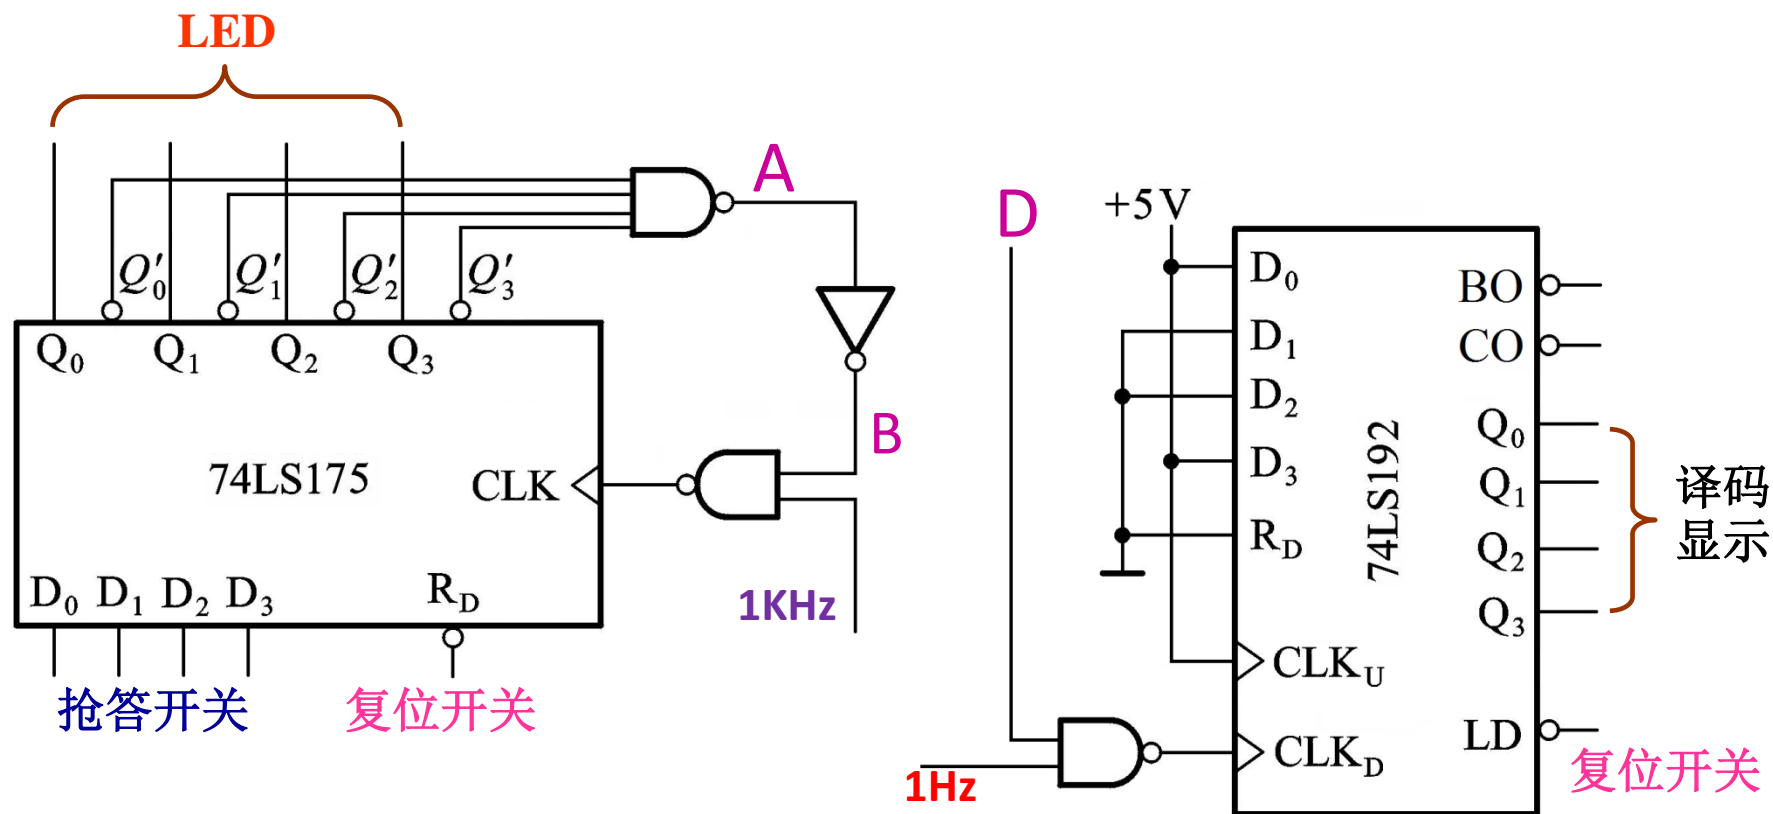 LED
A
Q′0 Q′1 Q′2 Q′3
Q0 Q1 Q2 Q3
B
74LS175
CLK
D0 D1 D2 D3 RD
1KHz
抢答开关
复位开关
D
+5V
D0
D1
D2
D3
RD
CLKU
CLKD
1Hz
74LS192
BO
CO
Q0
Q1
Q2
Q3
LD
译码
显示
复位开关